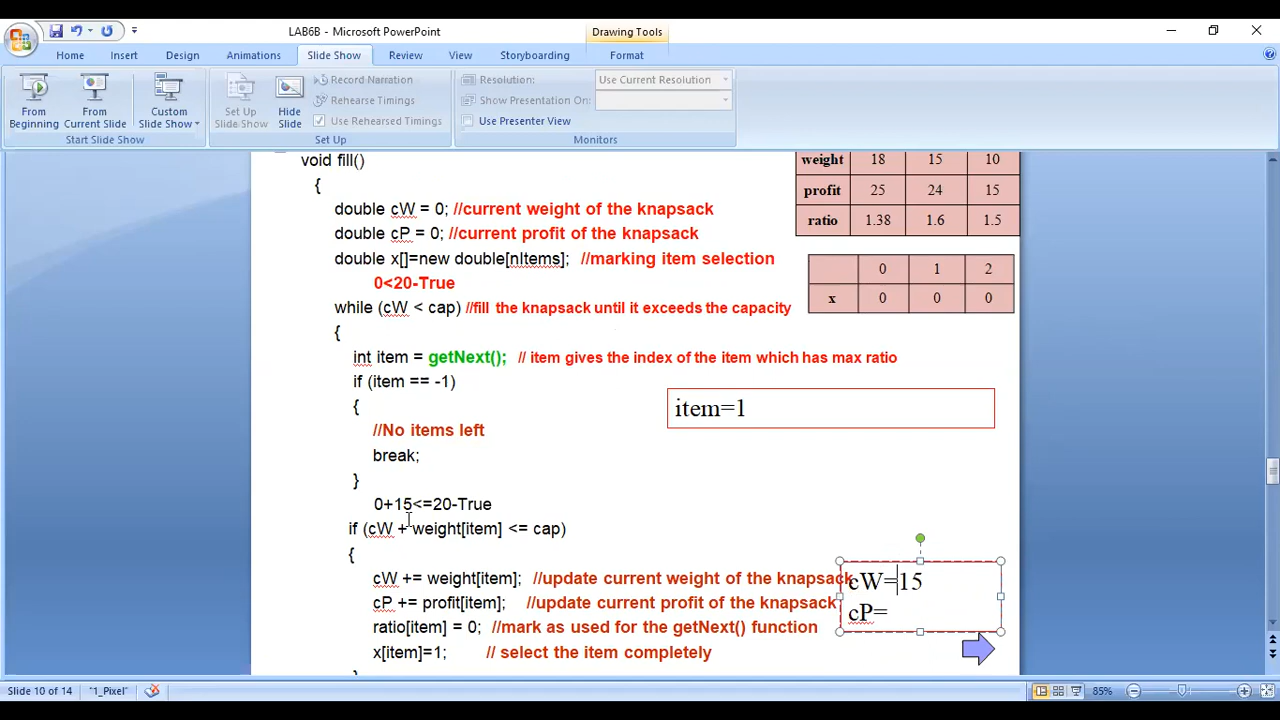 LAB6B - Microsoft PowerPoint
Drawing Tools
Home Insert Design Animations Slide Show Review View Storyboarding Format
From Beginning
From Current Slide
Custom Slide Show
Set Up Slide Show
Hide Slide
Record Narration
Rehearse Timings
Use Rehearsed Timings
Resolution: Use Current Resolution
Show Presentation On:
Use Presenter View
Start Slide Show
Set Up
Monitors
void fill()
{
double cW = 0; //current weight of the knapsack
double cP = 0; //current profit of the knapsack
double x[]=new double[nItems]; //marking item selection
0<20-True
while (cW < cap) //fill the knapsack until it exceeds the capacity
{
int item = getNext(); // item gives the index of the item which has max ratio
if (item == -1)
{
//No items left
break;
}
0+15<=20-True
if (cW + weight[item] <= cap)
{
cW += weight[item]; //update current weight of the knapsack
cP += profit[item]; //update current profit of the knapsack
ratio[item] = 0; //mark as used for the getNext() function
x[item]=1; // select the item completely
weight 18 15 10
profit 25 24 15
ratio 1.38 1.6 1.5
0 1 2
x 0 0 0
item=1
cW=15
cP=
Slide 10 of 14
"1_Pixel"
85%